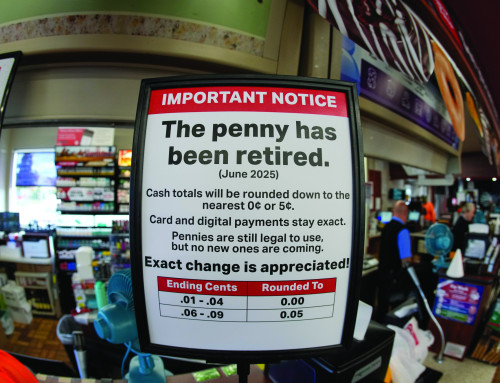 IMPORTANT NOTICE
The penny has
been retired.
(June 2025)
Cash totals will be rounded down to the
nearest 0¢ or 5¢.
Card and digital payments stay exact.
Pennies are still legal to use,
but no new ones are coming.
Exact change is appreciated!
Ending Cents Rounded To
.01 - .04 0.00
.06 - .09 0.05